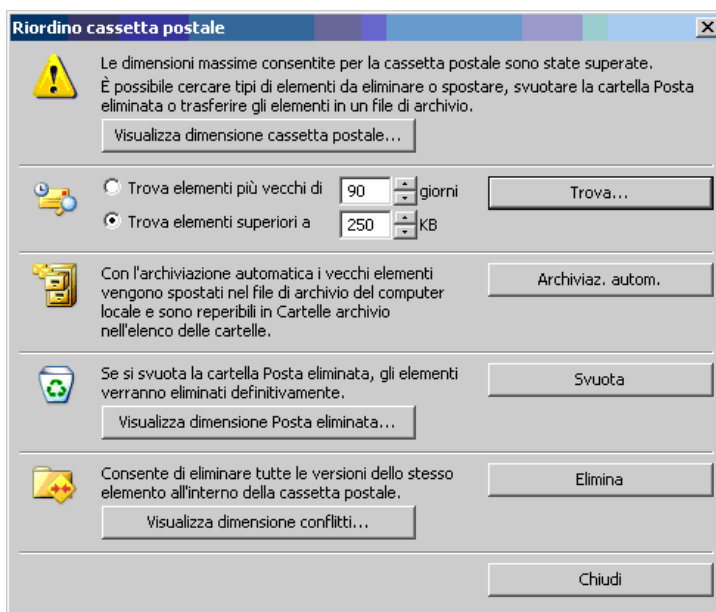 Riordino cassetta postale
Le dimensioni massime consentite per la cassetta postale sono state superate.
È possibile cercare tipi di elementi da eliminare o spostare, svuotare la cartella Posta
eliminata o trasferire gli elementi in un file di archivio.
Visualizza dimensione cassetta postale...
Trova elementi più vecchi di 90 giorni
Trova...
Trova elementi superiori a 250 KB
Con l'archiviazione automatica i vecchi elementi
vengono spostati nel file di archivio del computer
locale e sono reperibili in Cartelle archivio
nell'elenco delle cartelle.
Archiviaz. autom.
Se si svuota la cartella Posta eliminata, gli elementi
verranno eliminati definitivamente.
Svuota
Visualizza dimensione Posta eliminata...
Consente di eliminare tutte le versioni dello stesso
elemento all'interno della cassetta postale.
Elimina
Visualizza dimensione conflitti...
Chiudi